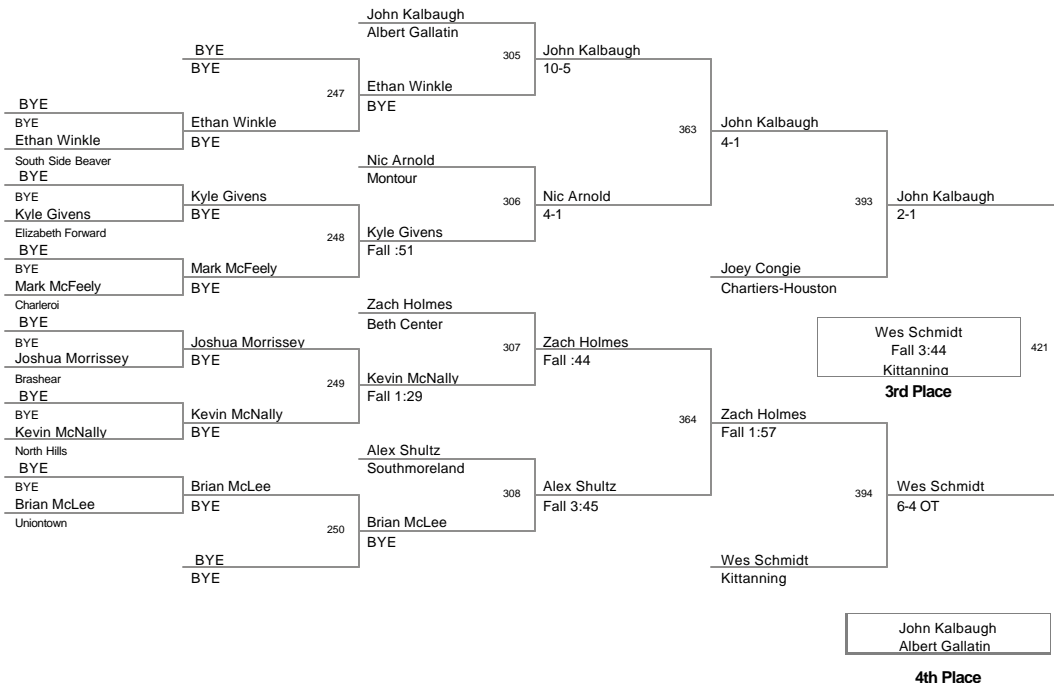 John Kalbaugh
Albert Gallatin
305
BYE
BYE
John Kalbaugh
10-5
247
Ethan Winkle
BYE
BYE
BYE
Ethan Winkle
South Side Beaver
Ethan Winkle
BYE
363
John Kalbaugh
4-1
Nic Arnold
Montour
BYE
BYE
Kyle Givens
Elizabeth Forward
Kyle Givens
BYE
306
Nic Arnold
4-1
393
John Kalbaugh
2-1
248
Kyle Givens
Fall :51
BYE
BYE
Mark McFeely
Charleroi
Mark McFeely
BYE
Joey Congie
Chartiers-Houston
Zach Holmes
Beth Center
BYE
BYE
Joshua Morrissey
Brashear
Joshua Morrissey
BYE
307
Zach Holmes
Fall :44
Wes Schmidt
Fall 3:44
Kittanning
421
3rd Place
249
Kevin McNally
Fall 1:29
BYE
BYE
Kevin McNally
North Hills
Kevin McNally
BYE
364
Zach Holmes
Fall 1:57
Alex Shultz
Southmoreland
BYE
BYE
Brian McLee
Uniontown
Brian McLee
BYE
308
Alex Shultz
Fall 3:45
394
Wes Schmidt
6-4 OT
250
Brian McLee
BYE
BYE
BYE
Wes Schmidt
Kittanning
John Kalbaugh
Albert Gallatin
4th Place